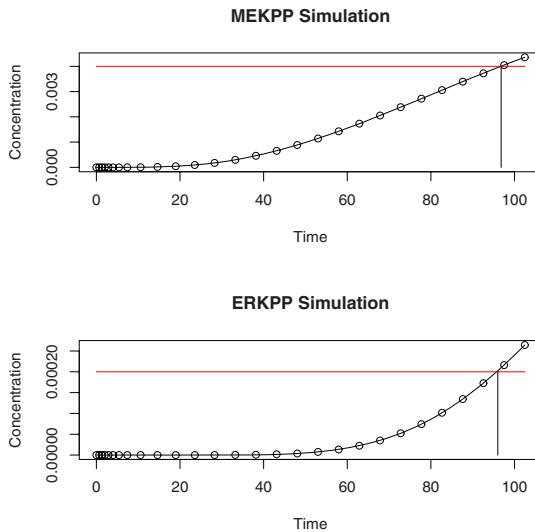 MEKPP Simulation
Concentration
0.003
0.000
0 20 40 60 80 100
Time
ERKPP Simulation
Concentration
0.00020
0.00000
0 20 40 60 80 100
Time